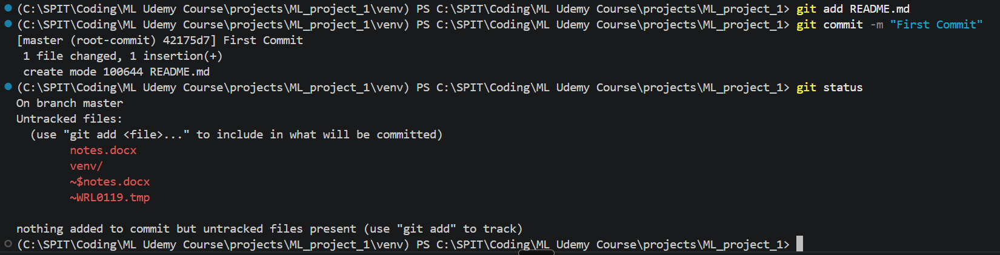 (C:\SPIT\Coding\ML Udemy Course\projects\ML_project_1\venv) PS C:\SPIT\Coding\ML Udemy Course\projects\ML_project_1> git add README.md
(C:\SPIT\Coding\ML Udemy Course\projects\ML_project_1\venv) PS C:\SPIT\Coding\ML Udemy Course\projects\ML_project_1> git commit -m "First Commit"
[master (root-commit) 42175d7] First Commit
 1 file changed, 1 insertion(+)
 create mode 100644 README.md
(C:\SPIT\Coding\ML Udemy Course\projects\ML_project_1\venv) PS C:\SPIT\Coding\ML Udemy Course\projects\ML_project_1> git status
On branch master
Untracked files:
  (use "git add <file>..." to include in what will be committed)
        notes.docx
        venv/
        ~$notes.docx
        ~WRL0119.tmp
nothing added to commit but untracked files present (use "git add" to track)
(C:\SPIT\Coding\ML Udemy Course\projects\ML_project_1\venv) PS C:\SPIT\Coding\ML Udemy Course\projects\ML_project_1>